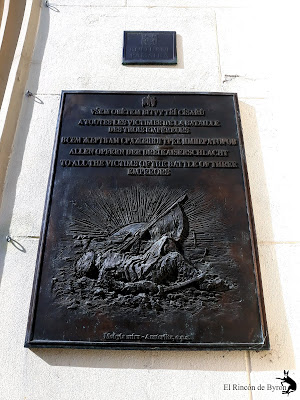 VŠEM OBĚTEM BITVY TŘÍ CÍSAŘŮ
A TOUTES LES VICTIMES DE LA BATAILLE
DES TROIS EMPEREURS
ВСЕМ ЖЕРТВАМ СРАЖЕНИЯ ТРЕХ ИМПЕРАТОРОВ
ALLEN OPFERN DER DREIKAISERSCHLACHT
TO ALL THE VICTIMS OF THE BATTLE OF THREE
EMPERORS
Mohyla míru - Austerlitz, o.p.s.
El Rincón de Byron